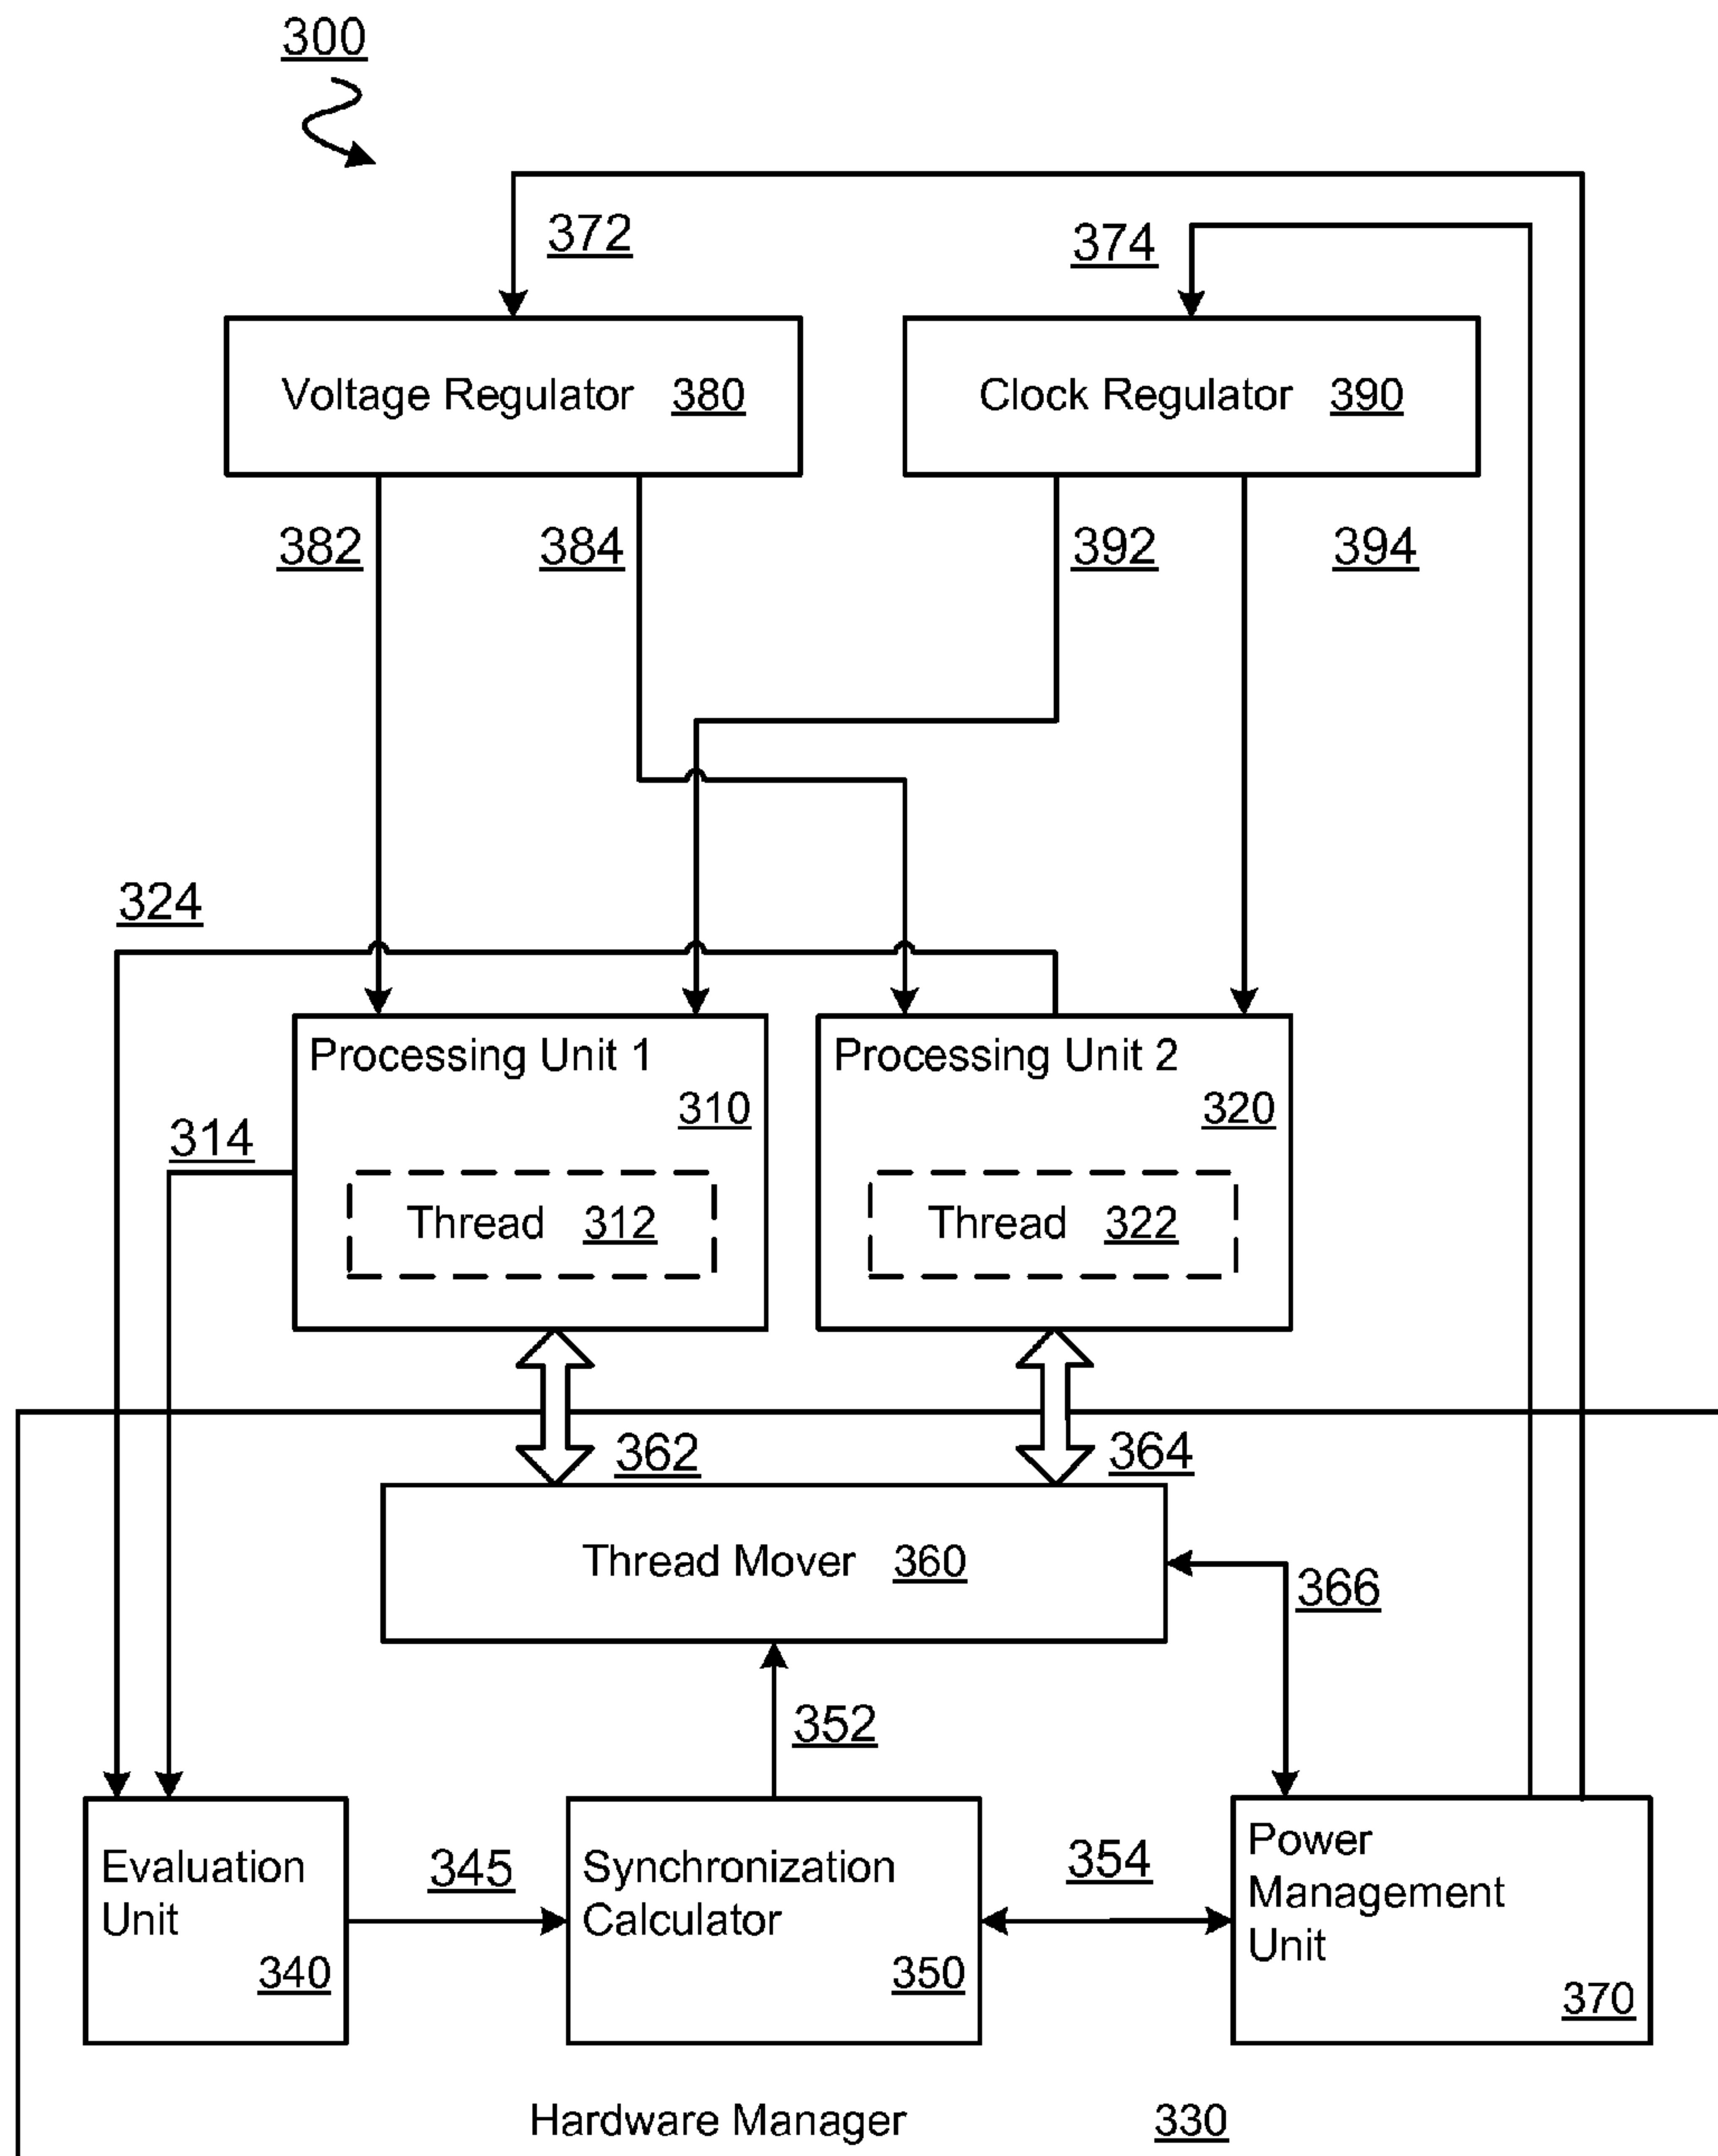 300
372
374
Voltage Regulator 380
Clock Regulator 390
382
384
392
394
324
Processing Unit 1
310
Processing Unit 2
320
314
Thread 312
Thread 322
362
364
Thread Mover 360
366
352
Evaluation
Unit
340
345
Synchronization
Calculator
350
354
Power
Management
Unit
370
Hardware Manager 330